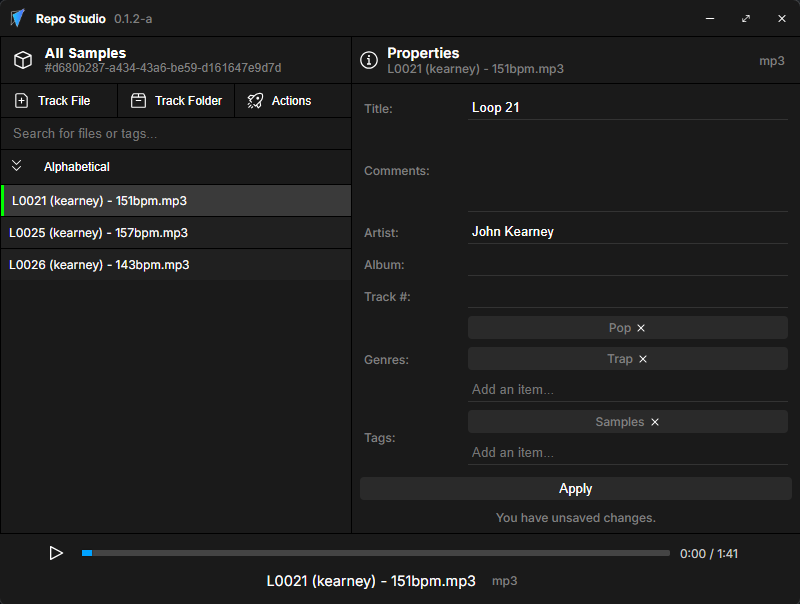 Repo Studio 0.1.2-a
All Samples
#d680b287-a434-43a6-be59-d161647e9d7d
Track File Track Folder Actions
Search for files or tags...
Alphabetical
L0021 (kearney) - 151bpm.mp3
L0025 (kearney) - 157bpm.mp3
L0026 (kearney) - 143bpm.mp3
Properties
L0021 (kearney) - 151bpm.mp3 mp3
Title: Loop 21
Comments:
Artist: John Kearney
Album:
Track #:
Genres:
Pop ×
Trap ×
Add an item...
Tags:
Samples ×
Add an item...
Apply
You have unsaved changes.
0:00 / 1:41
L0021 (kearney) - 151bpm.mp3 mp3